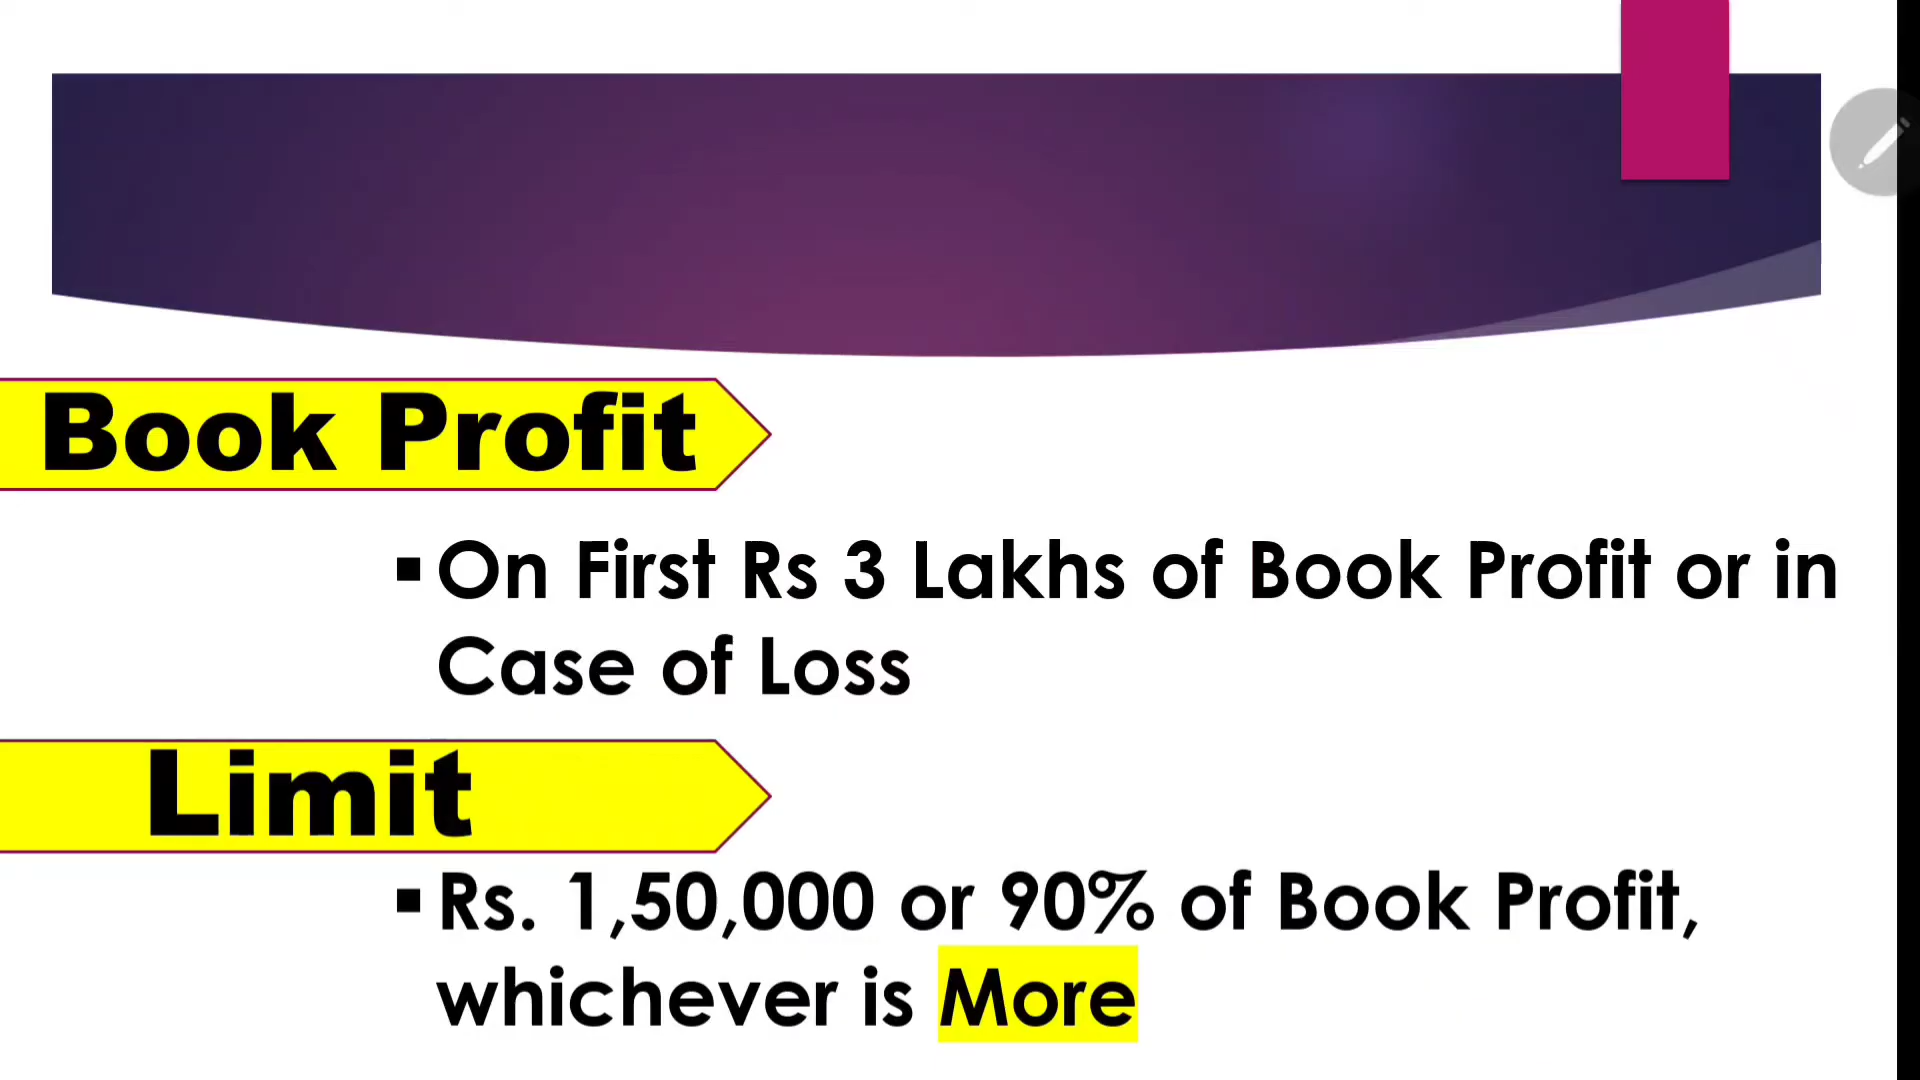 Book Profit
▪ On First Rs 3 Lakhs of Book Profit or in
Case of Loss
Limit
▪ Rs. 1,50,000 or 90% of Book Profit,
whichever is More